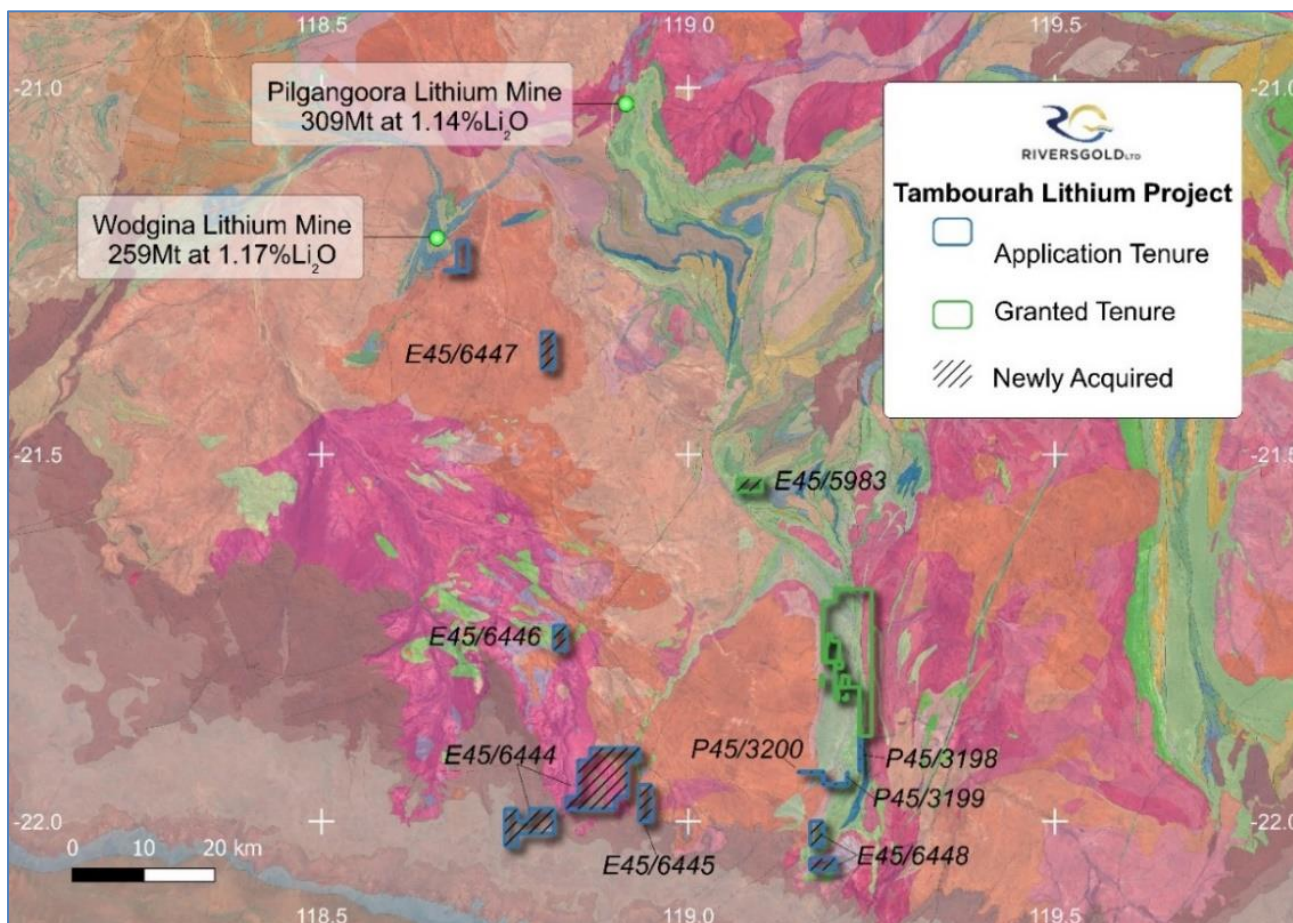 118.5
119.0
119.5
-21.0
-21.0
Pilgangoora Lithium Mine
309Mt at 1.14%Li₂O
Wodgina Lithium Mine
259Mt at 1.17%Li₂O
RIVERSGOLD LTD
Tambourah Lithium Project
Application Tenure
Granted Tenure
Newly Acquired
E45/6447
-21.5
-21.5
E45/5983
E45/6446
E45/6444
P45/3200
P45/3198
P45/3199
-22.0
-22.0
E45/6445
E45/6448
0 10 20 km
118.5
119.0
119.5